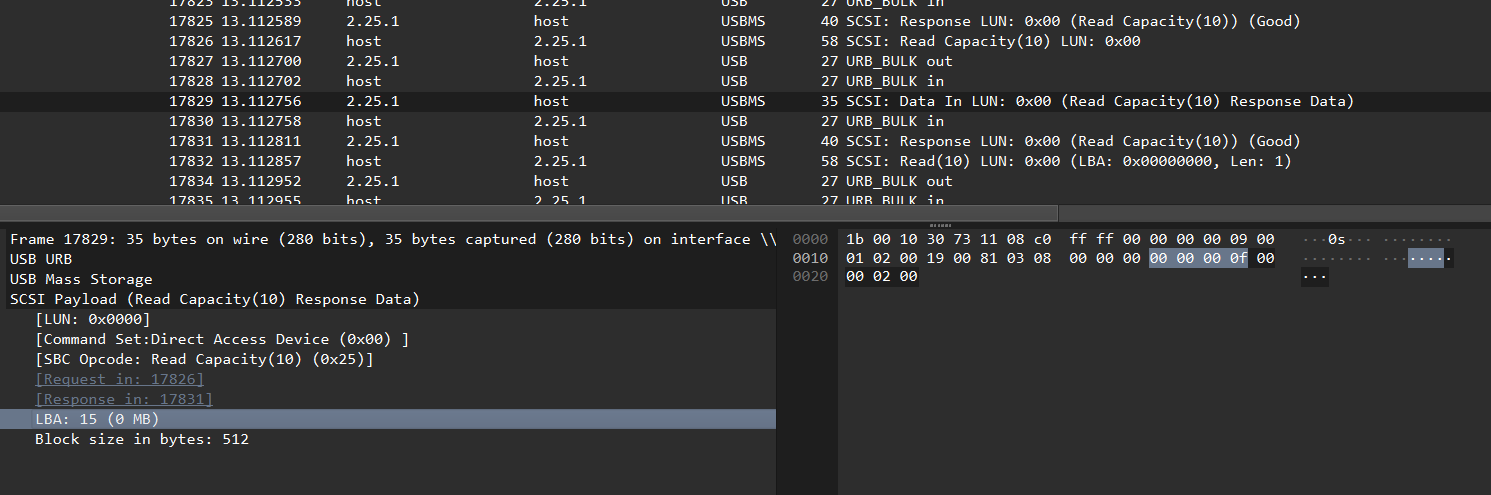 17823 13.112535 host 2.25.1 USB 27 URB_BULK in
17825 13.112589 2.25.1 host USBMS 40 SCSI: Response LUN: 0x00 (Read Capacity(10)) (Good)
17826 13.112617 host 2.25.1 USBMS 58 SCSI: Read Capacity(10) LUN: 0x00
17827 13.112700 2.25.1 host USB 27 URB_BULK out
17828 13.112702 host 2.25.1 USB 27 URB_BULK in
17829 13.112756 2.25.1 host USBMS 35 SCSI: Data In LUN: 0x00 (Read Capacity(10) Response Data)
17830 13.112758 host 2.25.1 USB 27 URB_BULK in
17831 13.112811 2.25.1 host USBMS 40 SCSI: Response LUN: 0x00 (Read Capacity(10)) (Good)
17832 13.112857 host 2.25.1 USBMS 58 SCSI: Read(10) LUN: 0x00 (LBA: 0x00000000, Len: 1)
17834 13.112952 2.25.1 host USB 27 URB_BULK out
17835 13.112955 host 2.25.1 USB 27 URB_BULK in
Frame 17829: 35 bytes on wire (280 bits), 35 bytes captured (280 bits) on interface \\
USB URB
USB Mass Storage
SCSI Payload (Read Capacity(10) Response Data)
[LUN: 0x0000]
[Command Set:Direct Access Device (0x00) ]
[SBC Opcode: Read Capacity(10) (0x25)]
[Request in: 17826]
[Response in: 17831]
LBA: 15 (0 MB)
Block size in bytes: 512
0000 1b 00 10 30 73 11 08 c0 ff ff 00 00 00 00 09 00 ···0s··· ········
0010 01 02 00 19 00 81 03 08 00 00 00 00 00 00 0f 00 ········ ········
0020 00 02 00 ···